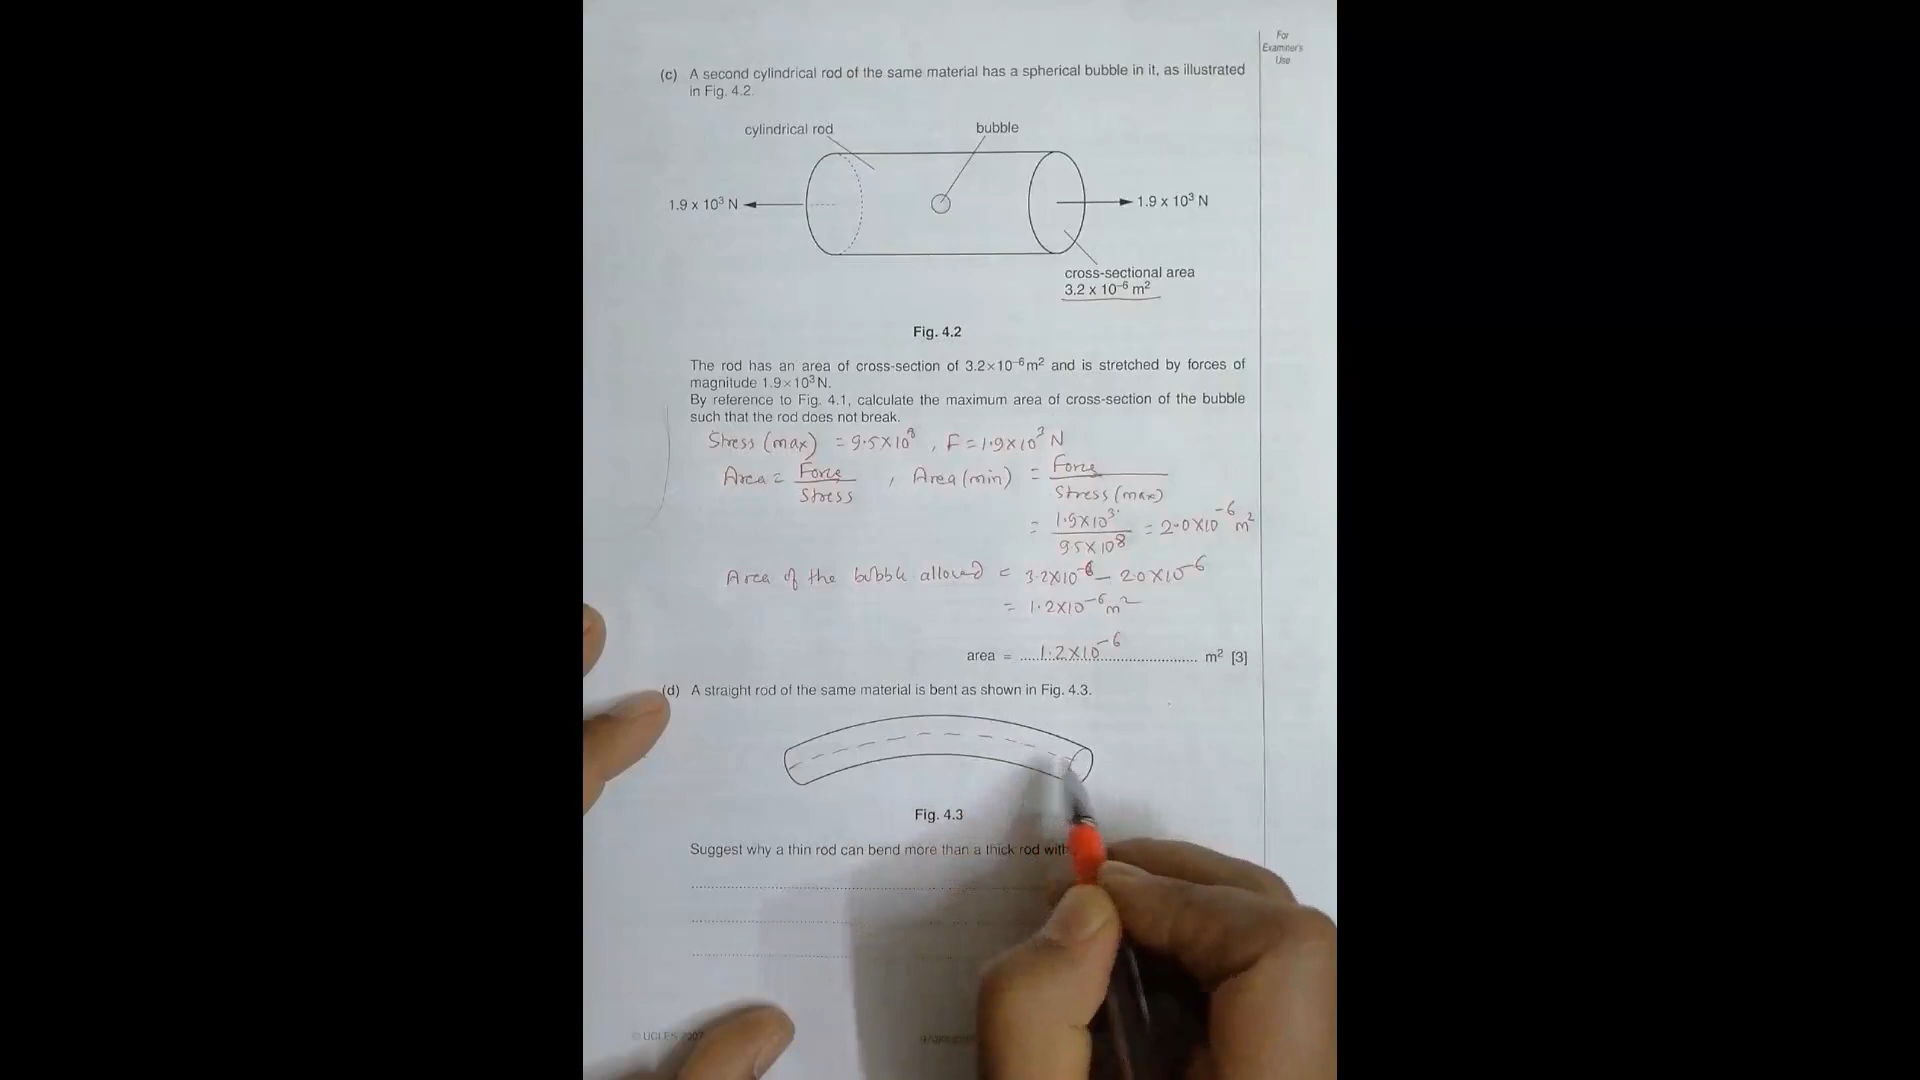 For
Examiner's
Use
(c) A second cylindrical rod of the same material has a spherical bubble in it, as illustrated
in Fig. 4.2.
cylindrical rod
bubble
1.9 x 10³ N
1.9 x 10³ N
cross-sectional area
3.2 x 10⁻⁶ m²
Fig. 4.2
The rod has an area of cross-section of 3.2×10⁻⁶ m² and is stretched by forces of
magnitude 1.9×10³ N.
By reference to Fig. 4.1, calculate the maximum area of cross-section of the bubble
such that the rod does not break.
Stress (max) = 9.5×10⁸ , F = 1.9×10³ N
Area = Force / Stress , Area (min) = Force / Stress (max)
= 1.9×10³ / 9.5×10⁸ = 2.0×10⁻⁶ m²
Area of the bubble allowed = 3.2×10⁻⁶ – 2.0×10⁻⁶
= 1.2×10⁻⁶ m²
area = 1.2×10⁻⁶ m² [3]
(d) A straight rod of the same material is bent as shown in Fig. 4.3.
Fig. 4.3
Suggest why a thin rod can bend more than a thick rod with
© UCLES 2007